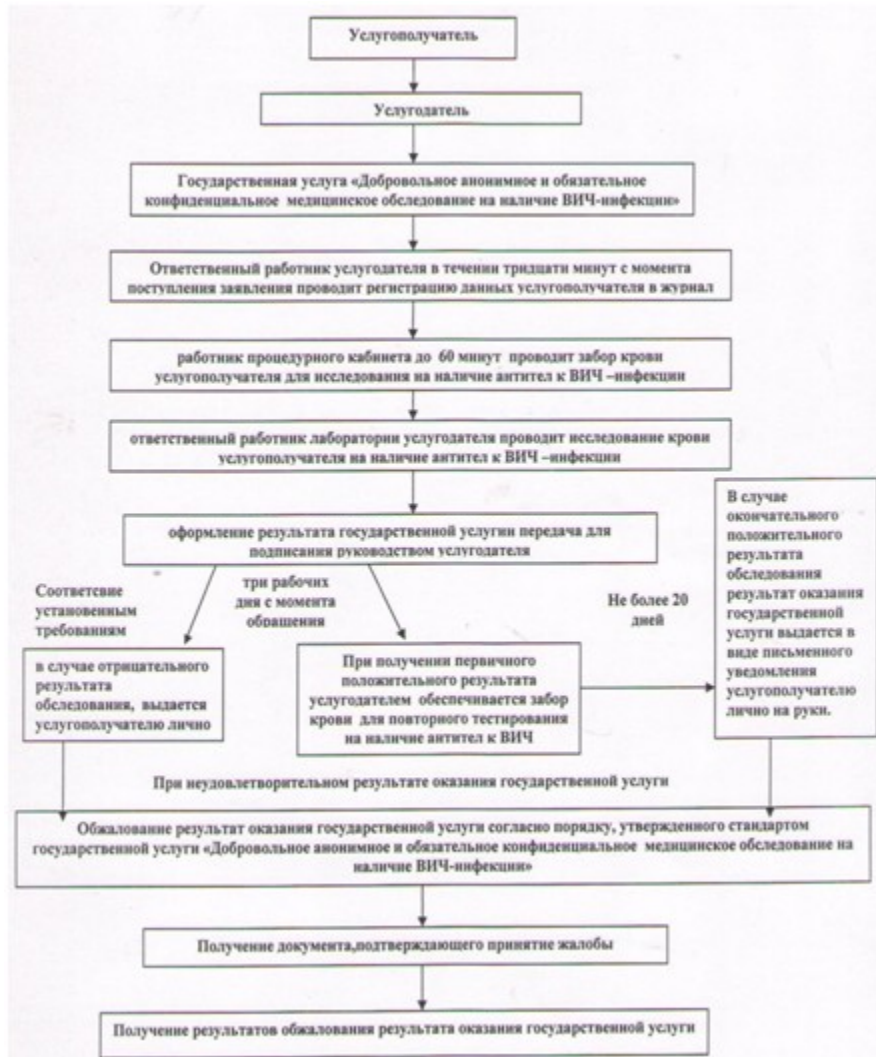 Услугополучатель
Услугодатель
Государственная услуга «Добровольное анонимное и обязательное
конфиденциальное медицинское обследование на наличие ВИЧ-инфекции»
Ответственный работник услугодателя в течении тридцати минут с момента
поступления заявления проводит регистрацию данных услугополучателя в журнал
работник процедурного кабинета до 60 минут проводит забор крови
услугополучателя для исследования на наличие антител к ВИЧ –инфекции
ответственный работник лаборатории услугодателя проводит исследование крови
услугополучателя на наличие антител к ВИЧ –инфекции
оформление результата государственной услугии передача для
подписания руководством услугодателя
Соответсвие
установенным
требованиям
три рабочих
дня с момента
обращения
Не более 20
дней
В случае
окончательного
положительного
результата
обследования
результат оказания
государственной
услуги выдается в
виде письменного
уведомления
услугополучателю
лично на руки.
в случае отрицательного
результата
обследования, выдается
услугополучателю лично
При получении первичного
положительного результата
услугодателем обеспечивается забор
крови для повторного тестирования
на наличие антител к ВИЧ
При неудовлетворительном результате оказания государственной услуги
Обжалование результат оказания государственной услуги согласно порядку, утвержденного стандартом
государственной услуги «Добровольное анонимное и обязательное конфиденциальное медицинское обследование на
наличие ВИЧ-инфекции»
Получение документа,подтверждающего принятие жалобы
Получение результатов обжалования результата оказания государственной услуги